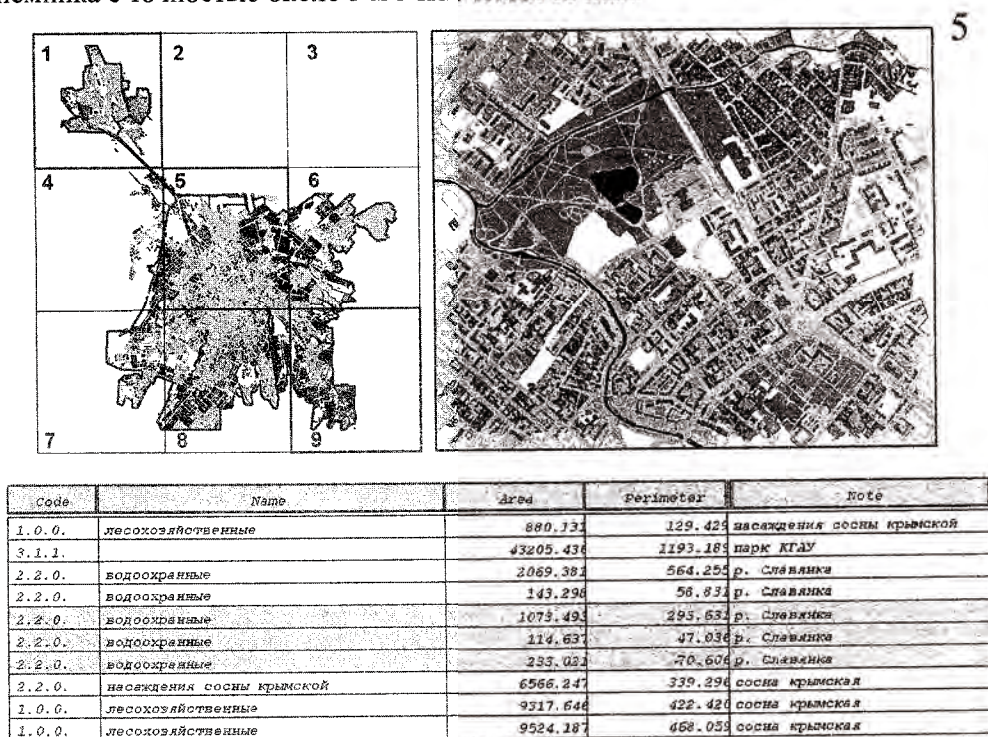 5
1 2 3
4 5 6
7 8 9
Code Name Area Perimeter Note
1.0.0. лесохозяйственные 880.131 129.429 насаждения сосны крымской
3.1.1. 43205.436 1193.189 парк КГАУ
2.2.0. водоохранные 2069.381 564.255 р. Славянка
2.2.0. водоохранные 143.298 58.831 р. Славянка
2.2.0. водоохранные 1073.493 295.631 р. Славянка
2.2.0. водоохранные 114.637 47.036 р. Славянка
2.2.0. водоохранные 233.021 70.606 р. Славянка
2.2.0. насаждения сосны крымской 6566.247 339.296 сосна крымская
1.0.0. лесохозяйственные 9317.646 422.420 сосна крымская
1.0.0. лесохозяйственные 9524.187 468.059 сосна крымская